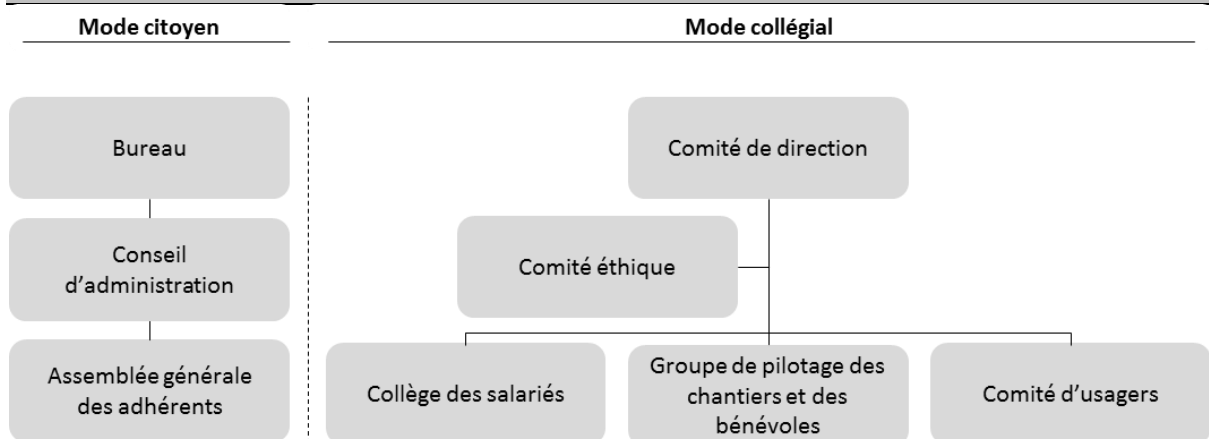 Mode citoyen
Mode collégial
Bureau
Conseil
d’administration
Assemblée générale
des adhérents
Comité de direction
Comité éthique
Collège des salariés
Groupe de pilotage des
chantiers et des
bénévoles
Comité d’usagers